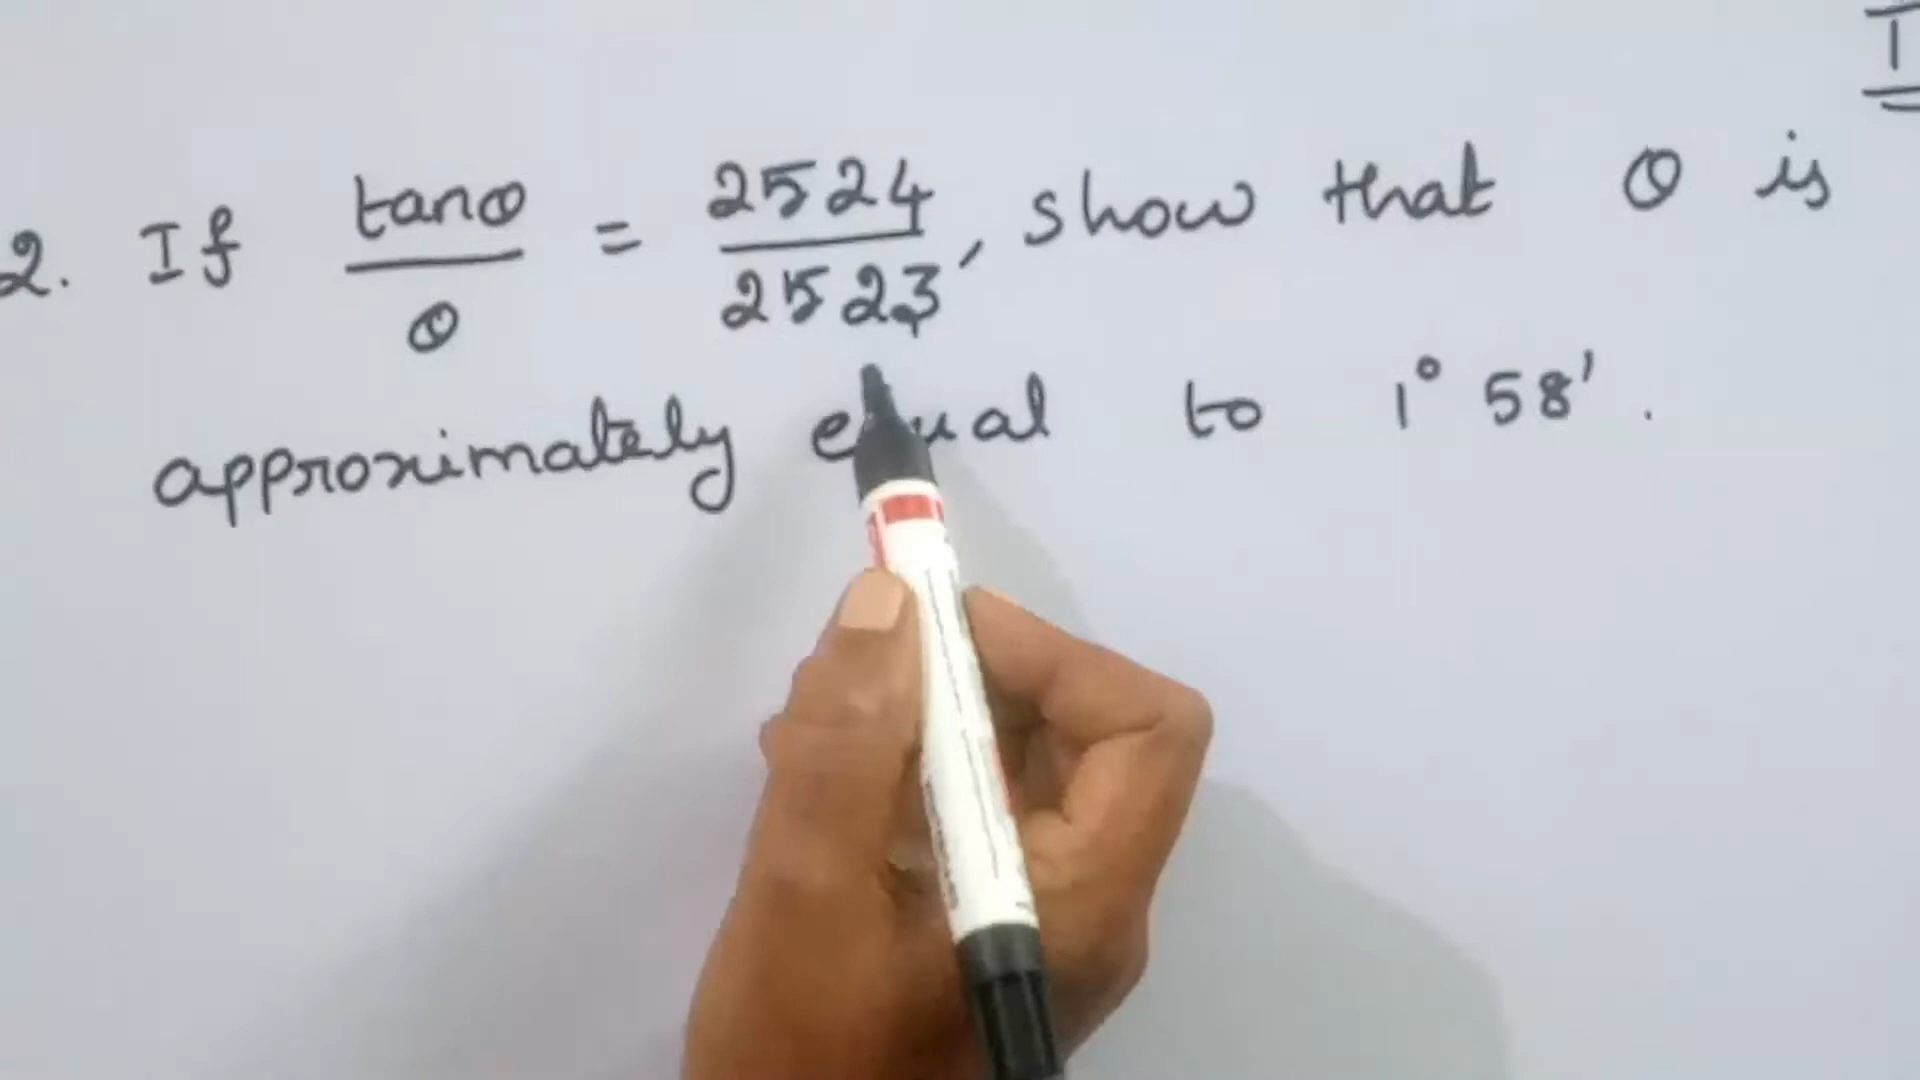 2. If tanθ/θ = 2524/2523, show that θ is
approximately equal to 1° 58'.